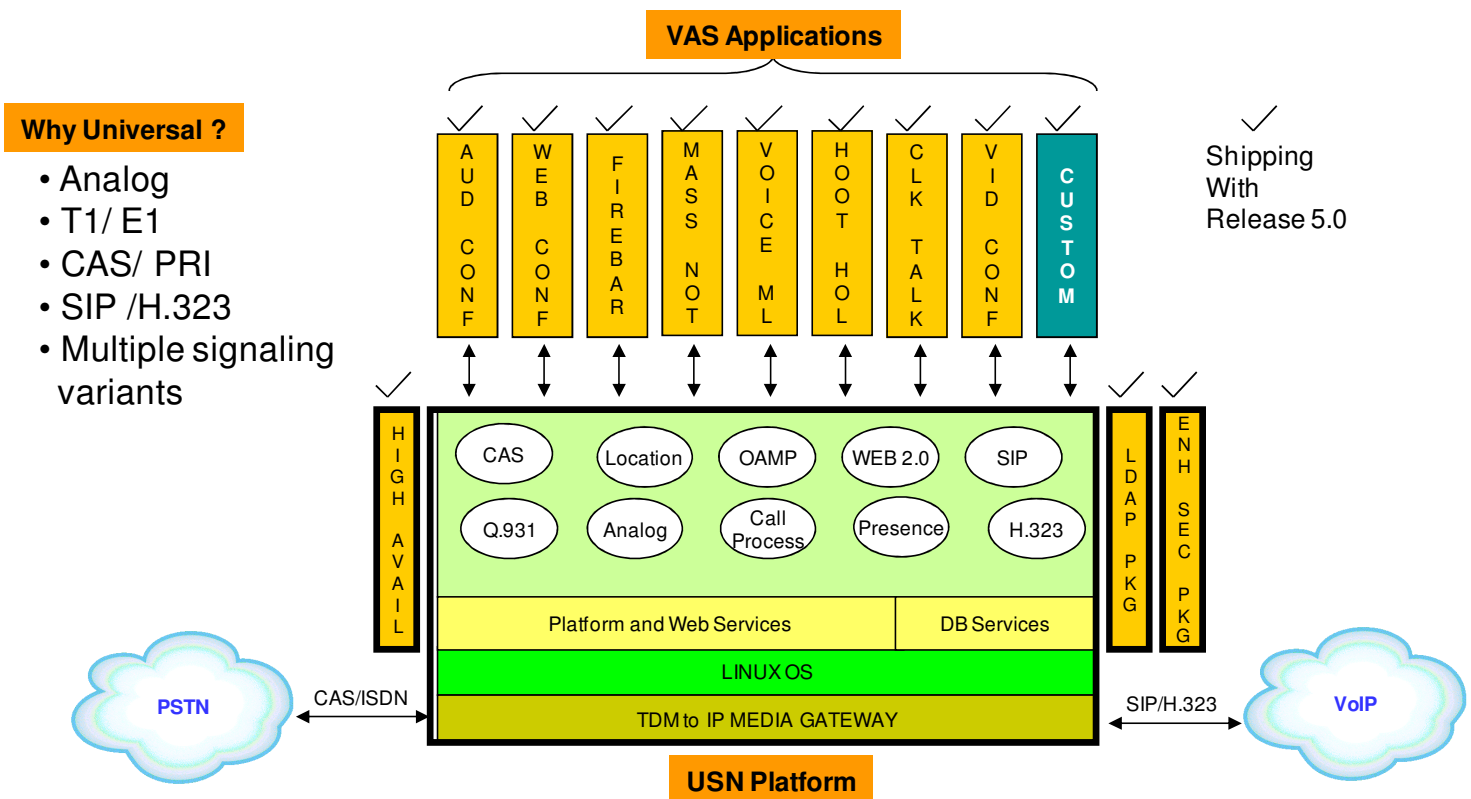 VAS Applications
Why Universal ?
• Analog
• T1/ E1
• CAS/ PRI
• SIP /H.323
• Multiple signaling
variants
AUD CONF
WEB CONF
FIREBAR
MASS NOT
VOICE ML
HOOT HOL
CLK TALK
VID CONF
CUSTOM
Shipping
With
Release 5.0
HIGH AVAIL
CAS
Location
OAMP
WEB 2.0
SIP
Q.931
Analog
Call
Process
Presence
H.323
LDAP PKG
ENH SEC PKG
Platform and Web Services
DB Services
LINUX OS
TDM to IP MEDIA GATEWAY
PSTN
CAS/ISDN
SIP/H.323
VoIP
USN Platform